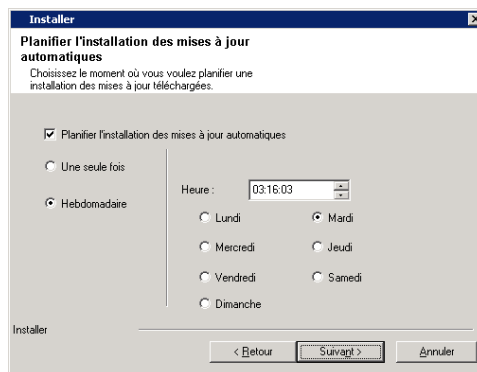 Installer
Planifier l'installation des mises à jour
automatiques
Choisissez le moment où vous voulez planifier une
installation des mises à jour téléchargées.
Planifier l'installation des mises à jour automatiques
Une seule fois
Hebdomadaire
Heure :
03:16:03
Lundi
Mardi
Mercredi
Jeudi
Vendredi
Samedi
Dimanche
Installer
< Retour
Suivant >
Annuler